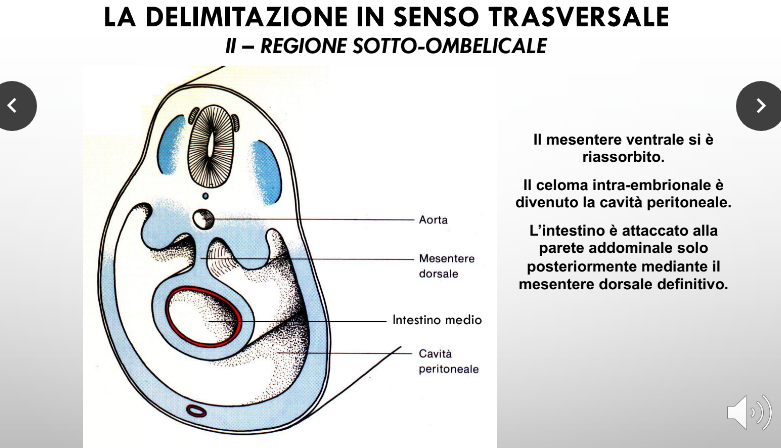 LA DELIMITAZIONE IN SENSO TRASVERSALE
II – REGIONE SOTTO-OMBELICALE
Il mesentere ventrale si è
riassorbito.
Il celoma intra-embrionale è
divenuto la cavità peritoneale.
L'intestino è attaccato alla
parete addominale solo
posteriormente mediante il
mesentere dorsale definitivo.
Aorta
Mesentere
dorsale
Intestino medio
Cavità
peritoneale